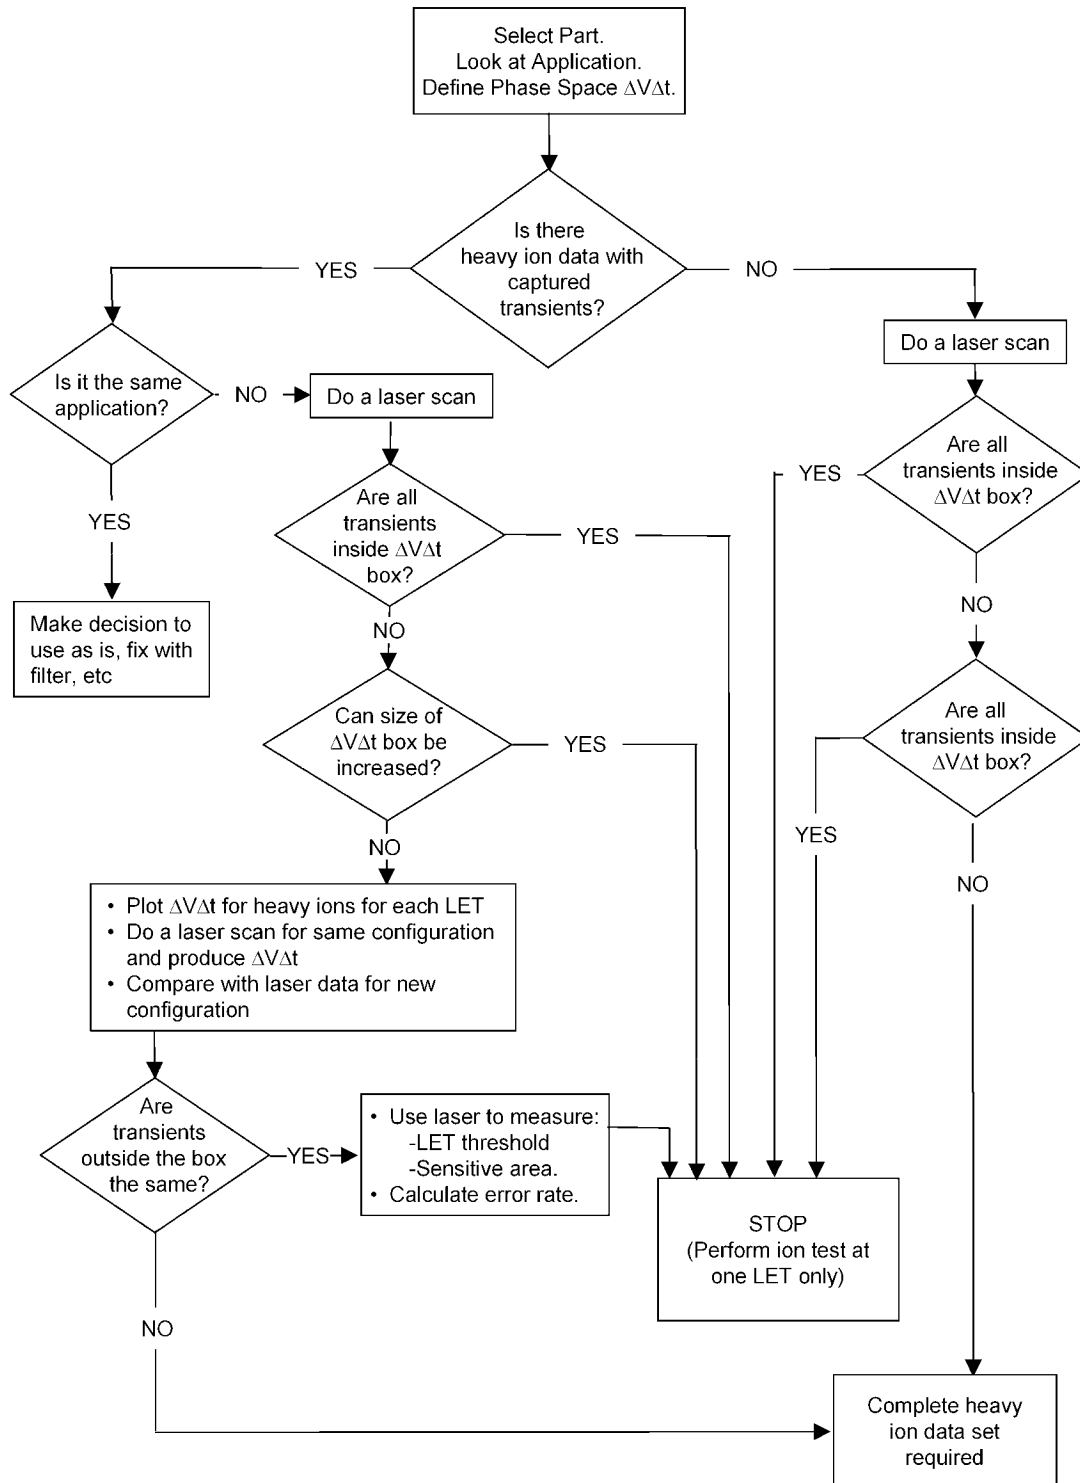 Select Part.
Look at Application.
Define Phase Space ΔVΔt.
Is there
heavy ion data with
captured
transients?
YES
NO
Do a laser scan
Is it the same
application?
NO
Do a laser scan
Are all
transients inside
ΔVΔt box?
YES
YES
Are all
transients
inside ΔVΔt
box?
YES
NO
Make decision to
use as is, fix with
filter, etc
NO
Can size of
ΔVΔt box be
increased?
YES
Are all
transients inside
ΔVΔt box?
YES
NO
NO
• Plot ΔVΔt for heavy ions for each LET
• Do a laser scan for same configuration
and produce ΔVΔt
• Compare with laser data for new
configuration
Are
transients
outside the box
the same?
YES
• Use laser to measure:
-LET threshold
-Sensitive area.
• Calculate error rate.
STOP
(Perform ion test at
one LET only)
NO
Complete heavy
ion data set
required